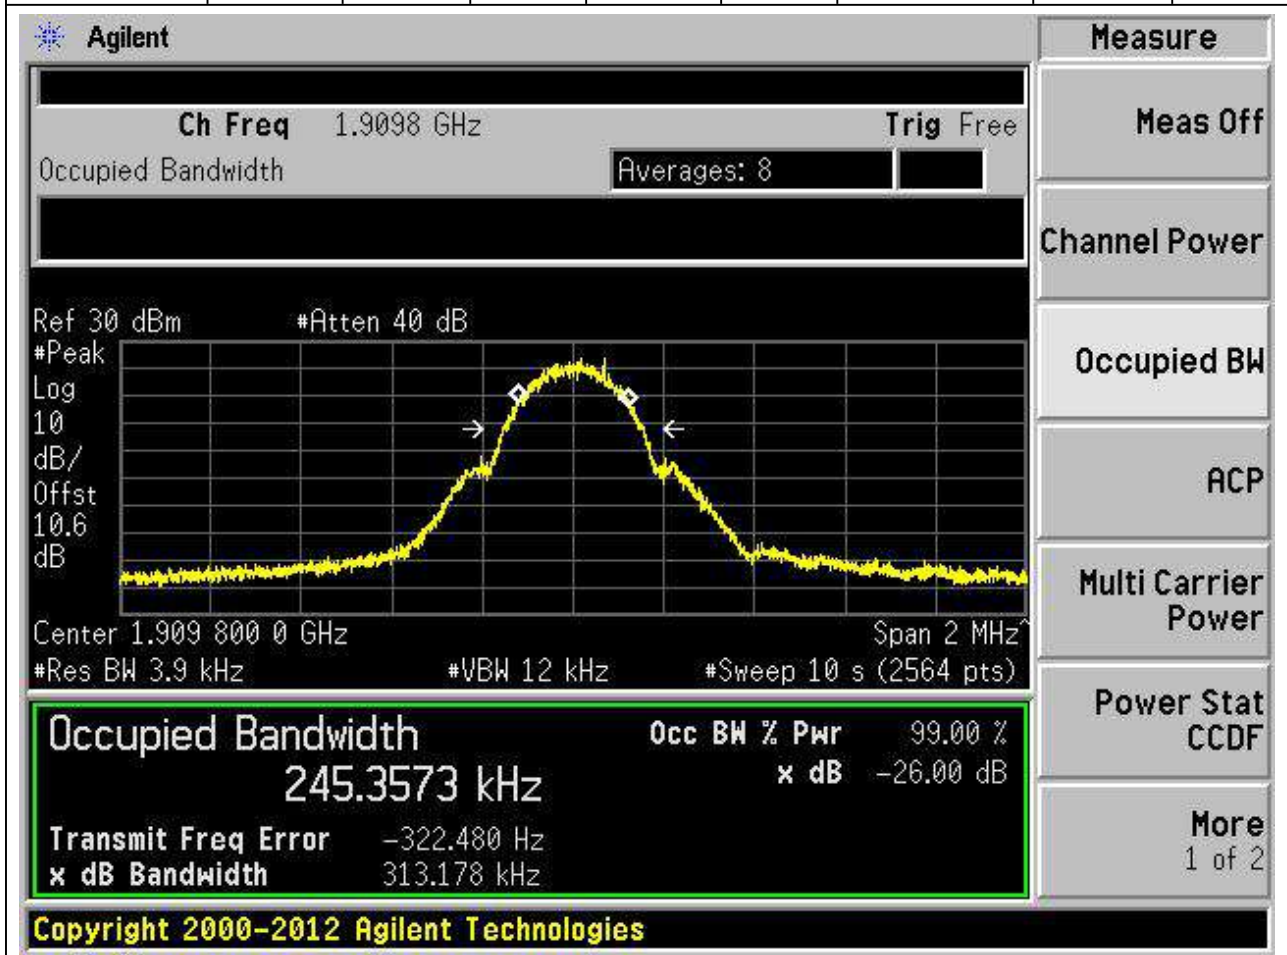 Agilent
Measure
Ch Freq 1.9098 GHz Trig Free
Occupied Bandwidth Averages: 8
Meas Off
Channel Power
Occupied BW
ACP
Multi Carrier
Power
Power Stat
CCDF
More
1 of 2
Ref 30 dBm #Atten 40 dB
#Peak
Log
10
dB/
Offst
10.6
dB
Center 1.909 800 0 GHz Span 2 MHz^
#Res BW 3.9 kHz #VBW 12 kHz #Sweep 10 s (2564 pts)
Occupied Bandwidth Occ BW % Pwr 99.00 %
245.3573 kHz x dB -26.00 dB
Transmit Freq Error -322.480 Hz
x dB Bandwidth 313.178 kHz
Copyright 2000-2012 Agilent Technologies